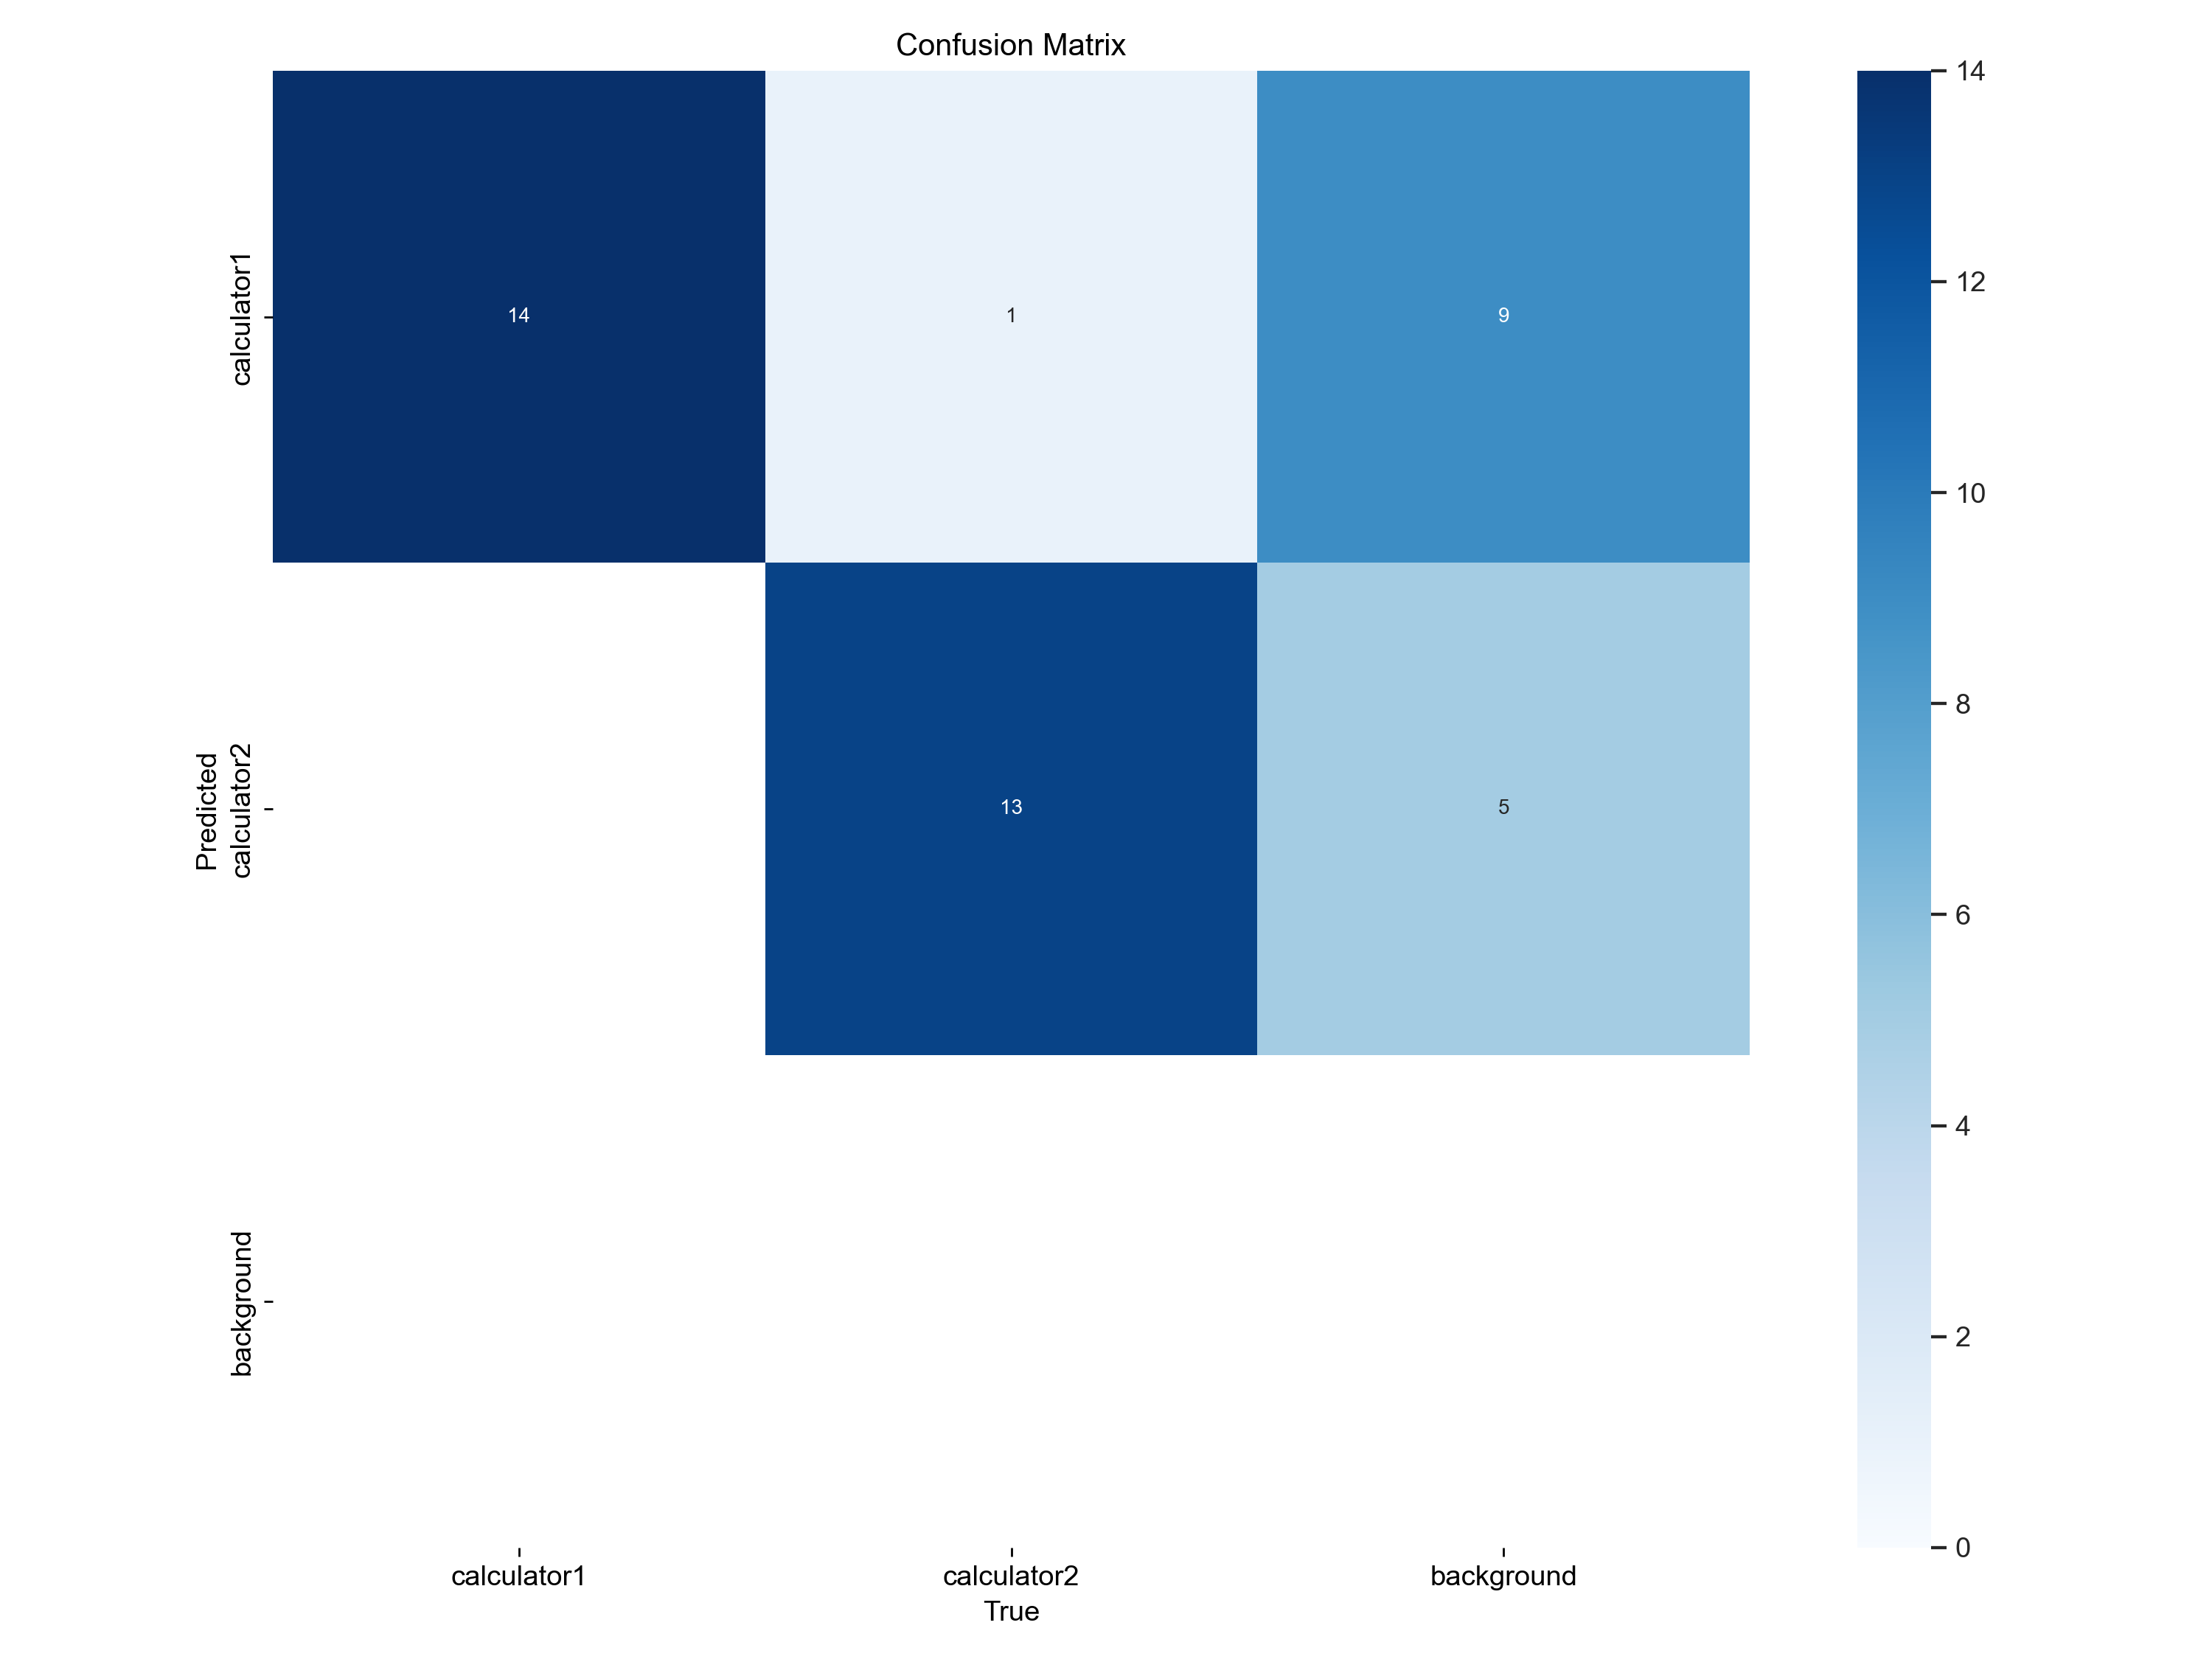 Confusion Matrix
calculator1
14
1
9
Predicted
calculator2
13
5
background
calculator1
calculator2
background
True
14
12
10
8
6
4
2
0